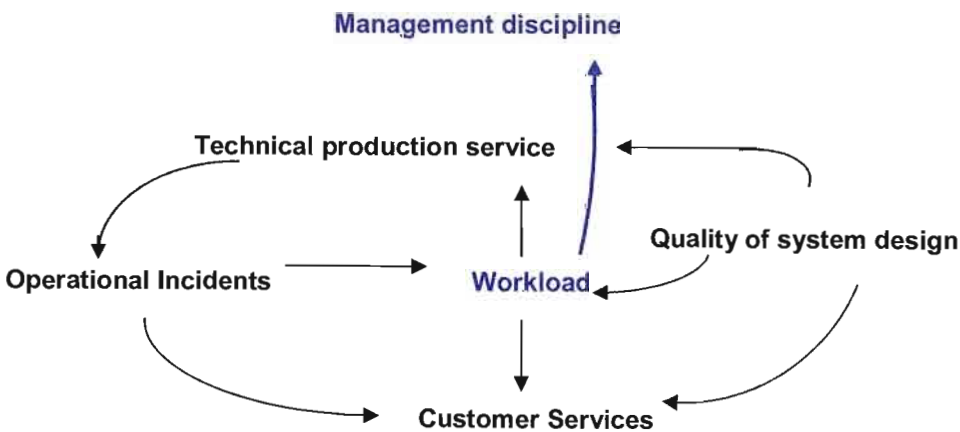 Management discipline
Technical production service
Quality of system design
Operational Incidents
Workload
Customer Services